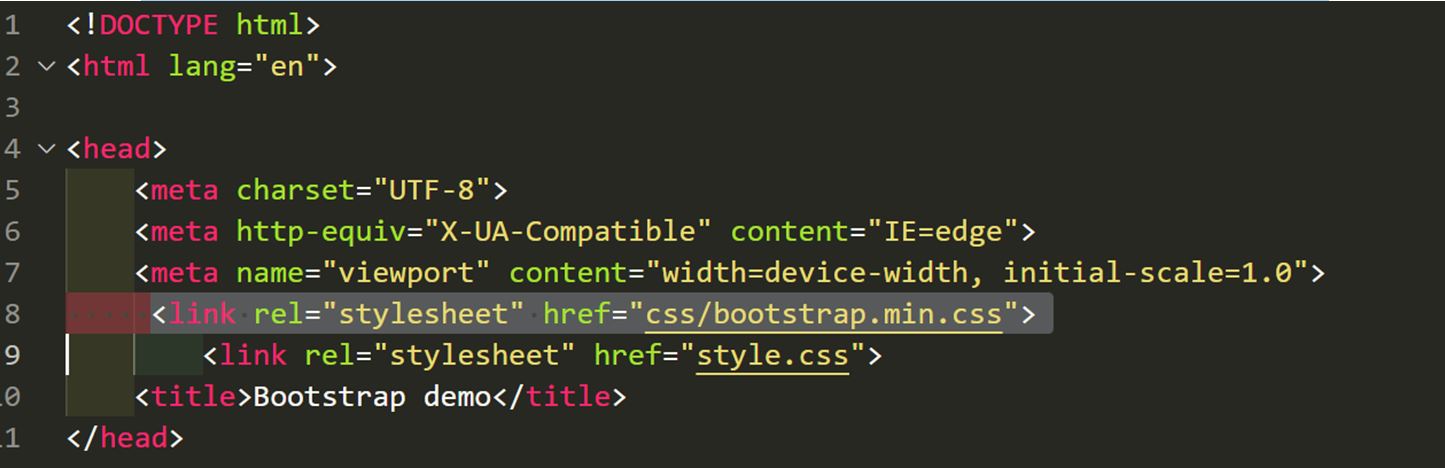 1 <!DOCTYPE html>
2 <html lang="en">
3
4 <head>
5     <meta charset="UTF-8">
6     <meta http-equiv="X-UA-Compatible" content="IE=edge">
7     <meta name="viewport" content="width=device-width, initial-scale=1.0">
8      <link rel="stylesheet" href="css/bootstrap.min.css">
9         <link rel="stylesheet" href="style.css">
10     <title>Bootstrap demo</title>
11 </head>